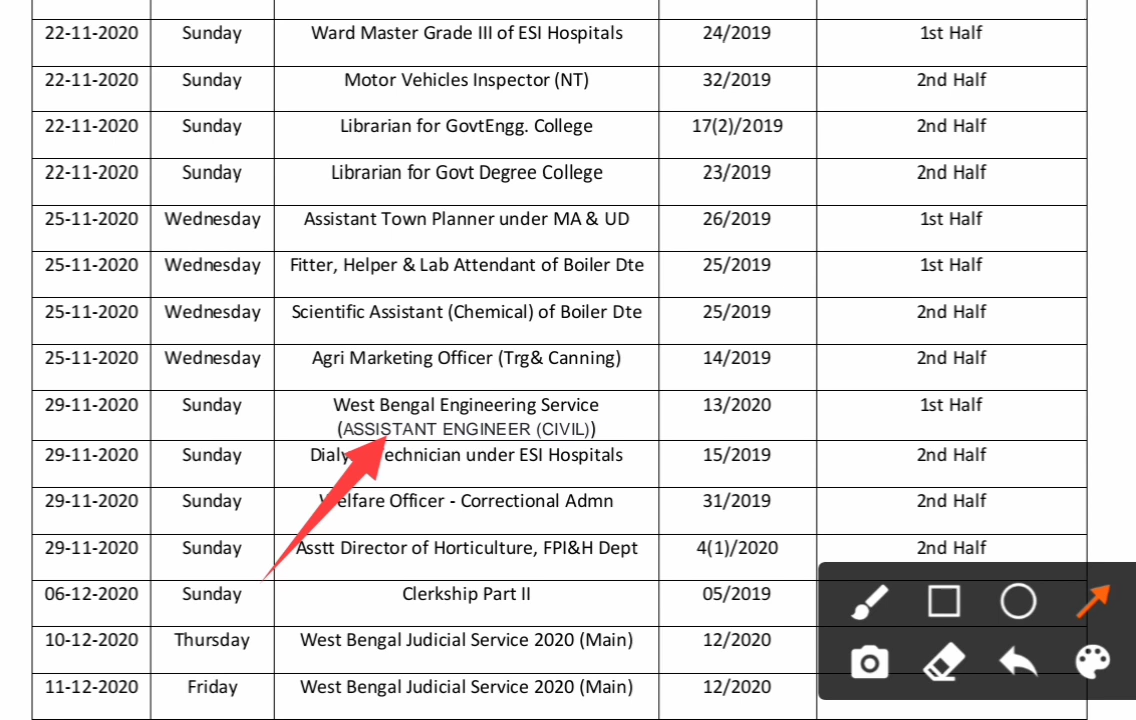 22-11-2020 Sunday Ward Master Grade III of ESI Hospitals 24/2019 1st Half
22-11-2020 Sunday Motor Vehicles Inspector (NT) 32/2019 2nd Half
22-11-2020 Sunday Librarian for GovtEngg. College 17(2)/2019 2nd Half
22-11-2020 Sunday Librarian for Govt Degree College 23/2019 2nd Half
25-11-2020 Wednesday Assistant Town Planner under MA & UD 26/2019 1st Half
25-11-2020 Wednesday Fitter, Helper & Lab Attendant of Boiler Dte 25/2019 1st Half
25-11-2020 Wednesday Scientific Assistant (Chemical) of Boiler Dte 25/2019 2nd Half
25-11-2020 Wednesday Agri Marketing Officer (Trg& Canning) 14/2019 2nd Half
29-11-2020 Sunday West Bengal Engineering Service 13/2020 1st Half
(ASSISTANT ENGINEER (CIVIL))
29-11-2020 Sunday under ESI Hospitals 15/2019 2nd Half
29-11-2020 Sunday Welfare Officer - Correctional Admn 31/2019 2nd Half
29-11-2020 Sunday Asstt Director of Horticulture, FPI&H Dept 4(1)/2020 2nd Half
06-12-2020 Sunday Clerkship Part II 05/2019
10-12-2020 Thursday West Bengal Judicial Service 2020 (Main) 12/2020
11-12-2020 Friday West Bengal Judicial Service 2020 (Main) 12/2020